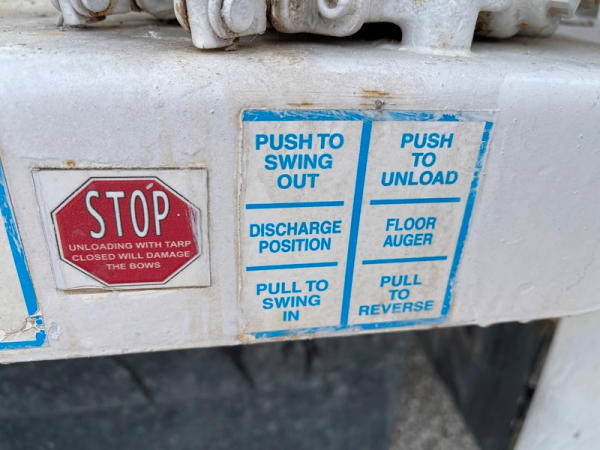 STOP
UNLOADING WITH TARP
CLOSED WILL DAMAGE
THE BOWS
PUSH TO
SWING
OUT
DISCHARGE
POSITION
PULL TO
SWING
IN
PUSH
TO
UNLOAD
FLOOR
AUGER
PULL
TO
REVERSE